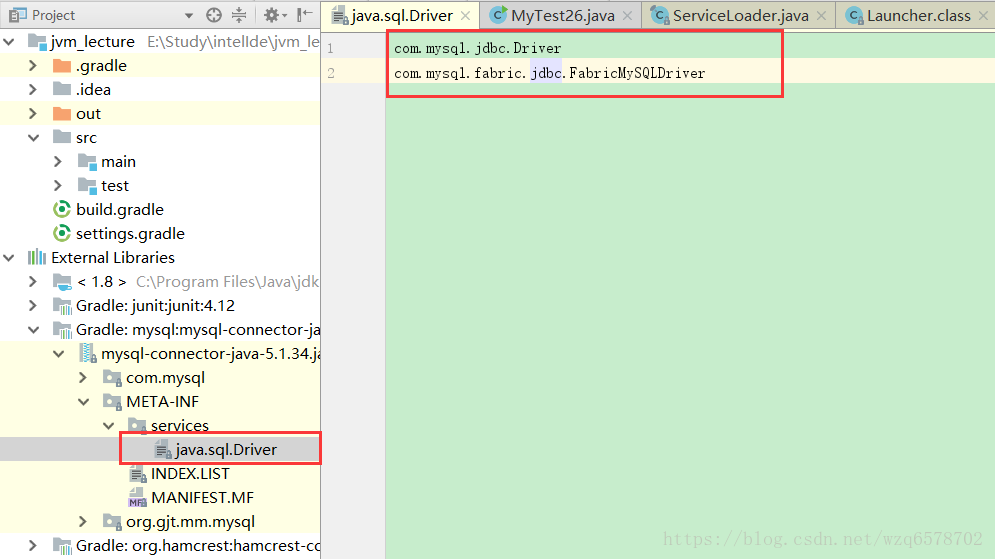 Project
java.sql.Driver MyTest26.java ServiceLoader.java Launcher.class
jvm_lecture E:\Study\intelIde\jvm_le
.gradle
.idea
out
src
main
test
build.gradle
settings.gradle
External Libraries
< 1.8 > C:\Program Files\Java\jdk
Gradle: junit:junit:4.12
Gradle: mysql:mysql-connector-ja
mysql-connector-java-5.1.34.ja
com.mysql
META-INF
services
java.sql.Driver
INDEX.LIST
MF MANIFEST.MF
org.gjt.mm.mysql
Gradle: org.hamcrest:hamcrest-co
1 com.mysql.jdbc.Driver
2 com.mysql.fabric.jdbc.FabricMySQLDriver
https://blog.csdn.net/wzq6578702